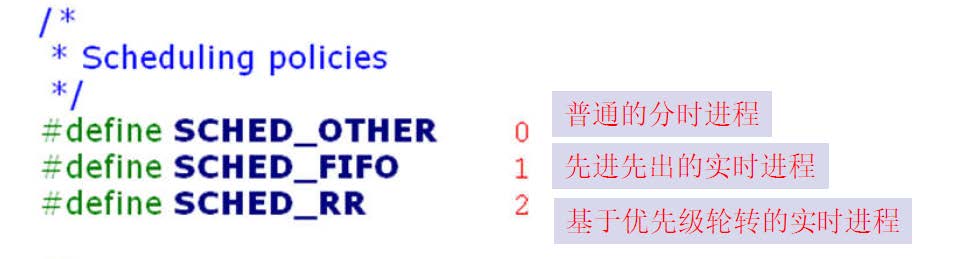 /*
* Scheduling policies
*/
#define SCHED_OTHER 0 普通的分时进程
#define SCHED_FIFO 1 先进先出的实时进程
#define SCHED_RR 2 基于优先级轮转的实时进程